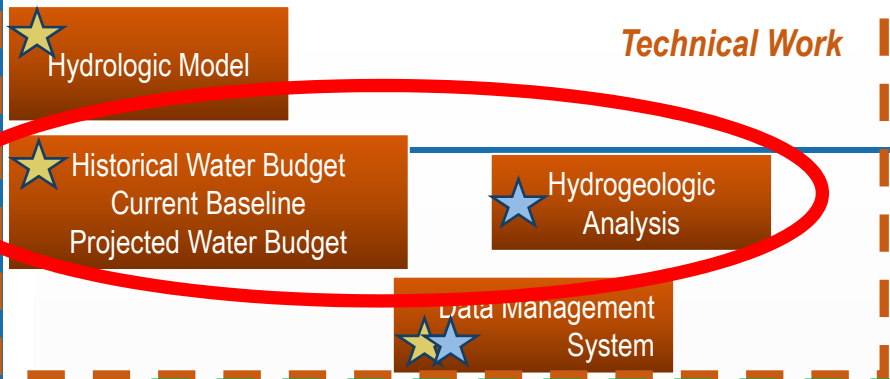 Technical Work
Hydrologic Model
Historical Water Budget
Current Baseline
Projected Water Budget
Hydrogeologic
Analysis
Data Management
System